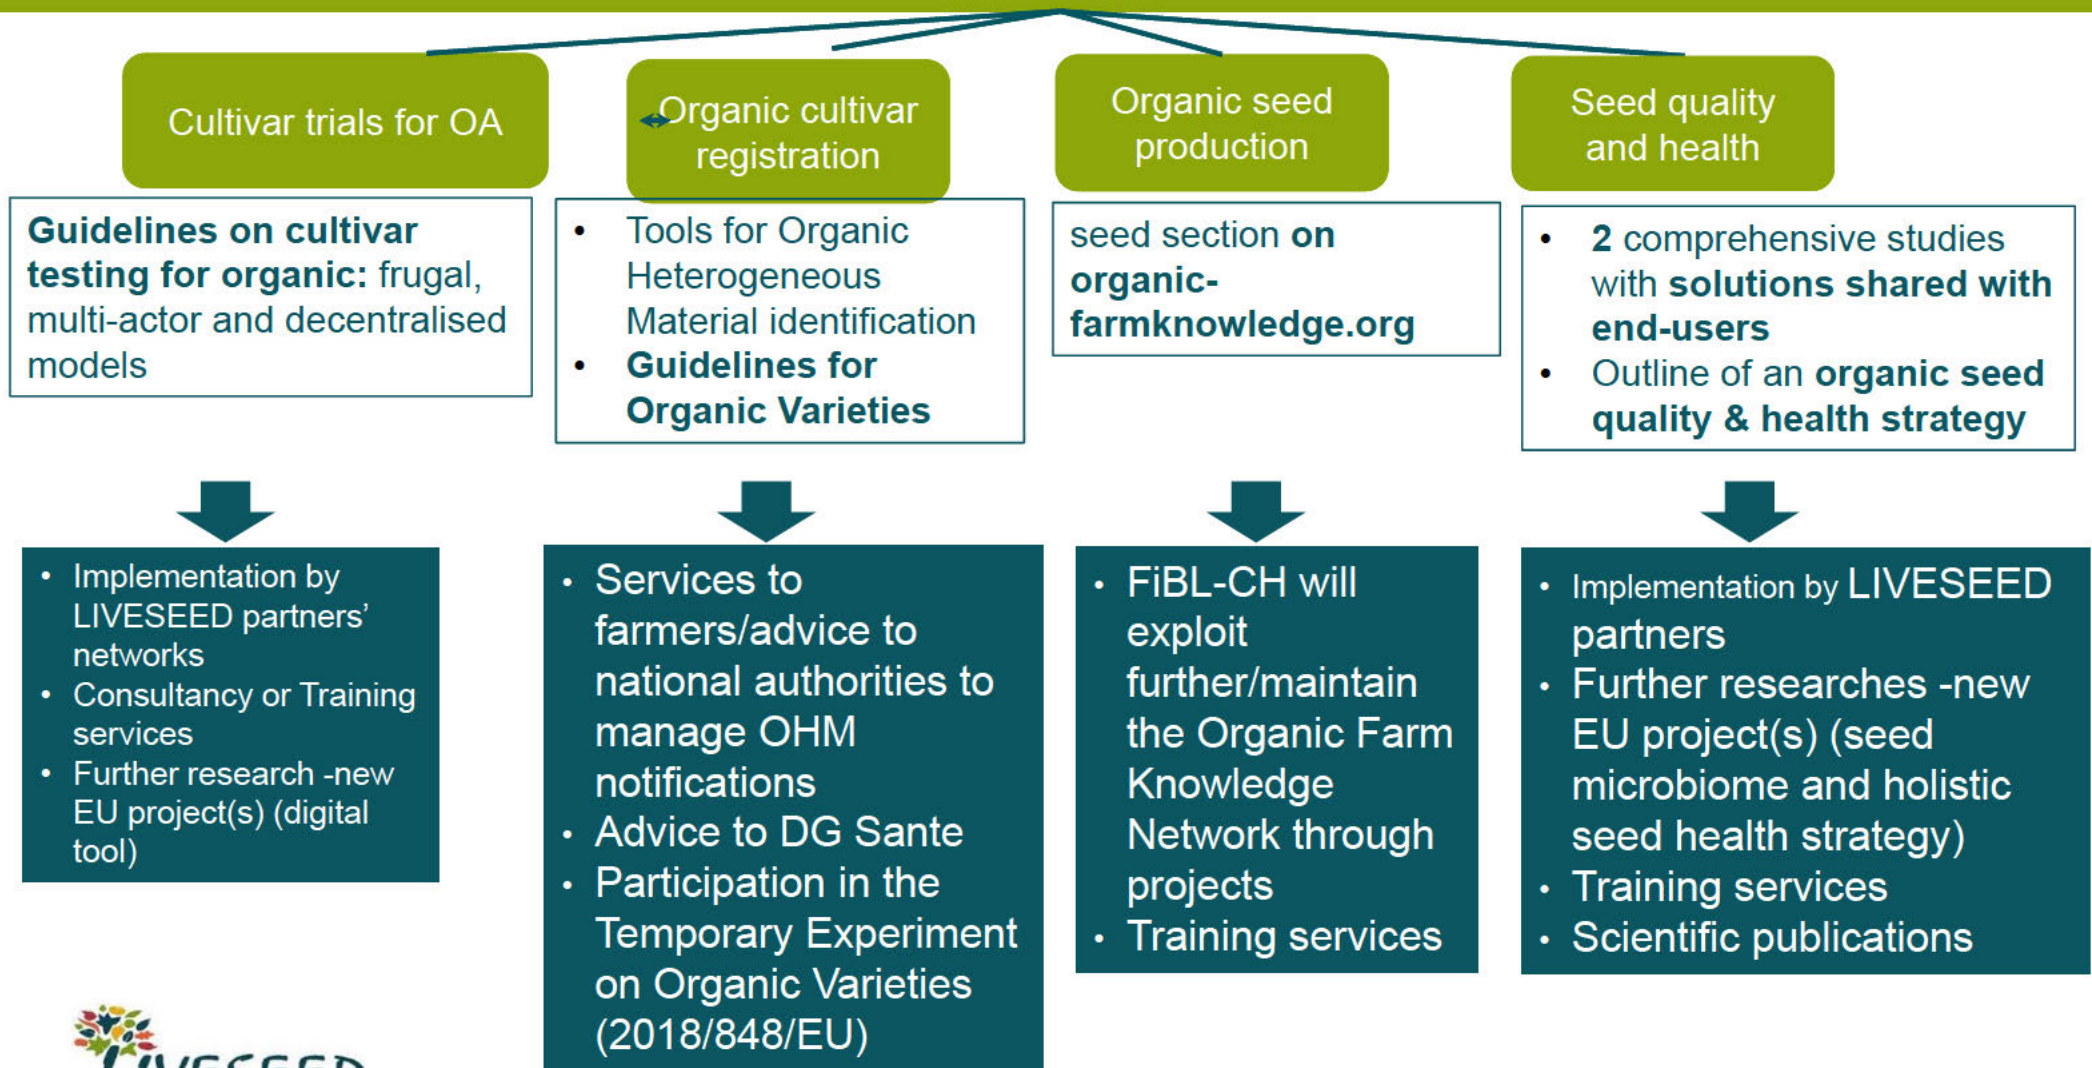 Cultivar trials for OA
Organic cultivar
registration
Organic seed
production
Seed quality
and health
Guidelines on cultivar
testing for organic: frugal,
multi-actor and decentralised
models
• Tools for Organic
Heterogeneous
Material identification
• Guidelines for
Organic Varieties
seed section on
organic-
farmknowledge.org
• 2 comprehensive studies
with solutions shared with
end-users
• Outline of an organic seed
quality & health strategy
• Implementation by
LIVESEED partners’
networks
• Consultancy or Training
services
• Further research -new
EU project(s) (digital
tool)
• Services to
farmers/advice to
national authorities to
manage OHM
notifications
• Advice to DG Sante
• Participation in the
Temporary Experiment
on Organic Varieties
(2018/848/EU)
• FiBL-CH will
exploit
further/maintain
the Organic Farm
Knowledge
Network through
projects
• Training services
• Implementation by LIVESEED
partners
• Further researches -new
EU project(s) (seed
microbiome and holistic
seed health strategy)
• Training services
• Scientific publications
LIVESEED